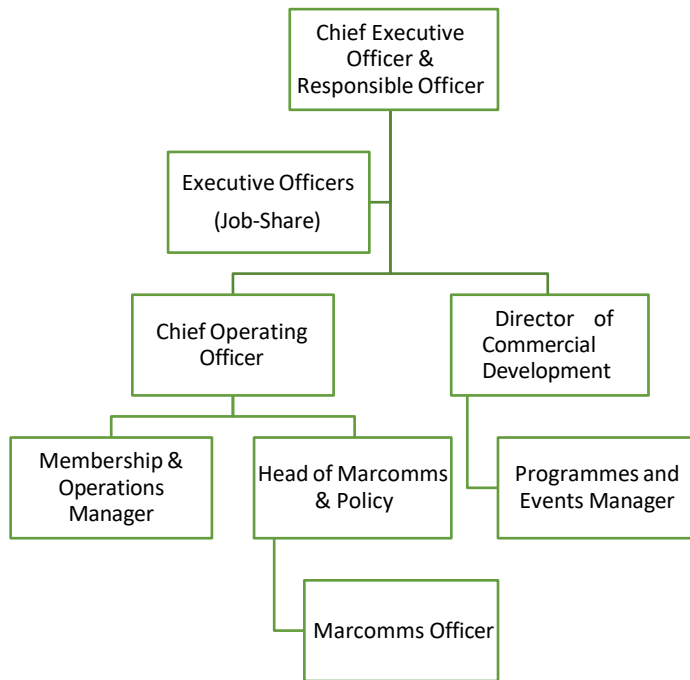 Chief Executive
Officer &
Responsible Officer
Executive Officers
(Job-Share)
Chief Operating
Officer
Director of
Commercial
Development
Membership &
Operations
Manager
Head of Marcomms
& Policy
Programmes and
Events Manager
Marcomms Officer